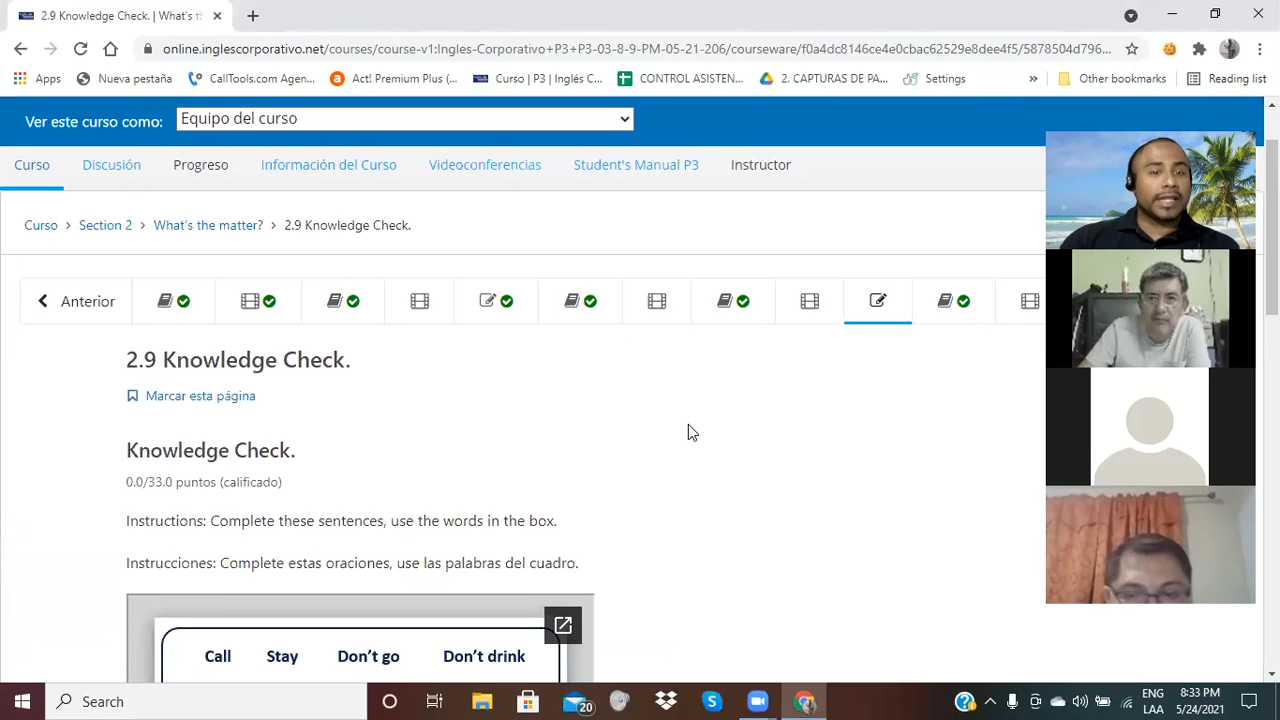 2.9 Knowledge Check. | What's t
online.inglescorporativo.net/courses/course-v1:Ingles-Corporativo+P3+P3-03-8-9-PM-05-21-206/courseware/f0a4dc8146ce4e0cbac62529e8dee4f5/5878504d796...
Apps Nueva pestaña CallTools.com Agen... Act! Premium Plus (... Curso | P3 | Inglés C... CONTROL ASISTEN... 2. CAPTURAS DE PA... Settings » Other bookmarks Reading list
Ver este curso como: Equipo del curso
Curso Discusión Progreso Información del Curso Videoconferencias Student's Manual P3 Instructor
Curso > Section 2 > What's the matter? > 2.9 Knowledge Check.
Anterior
2.9 Knowledge Check.
Marcar esta página
Knowledge Check.
0.0/33.0 puntos (calificado)
Instructions: Complete these sentences, use the words in the box.
Instrucciones: Complete estas oraciones, use las palabras del cuadro.
Call Stay Don't go Don't drink
Search 20 ENG 8:33 PM
LAA 5/24/2021